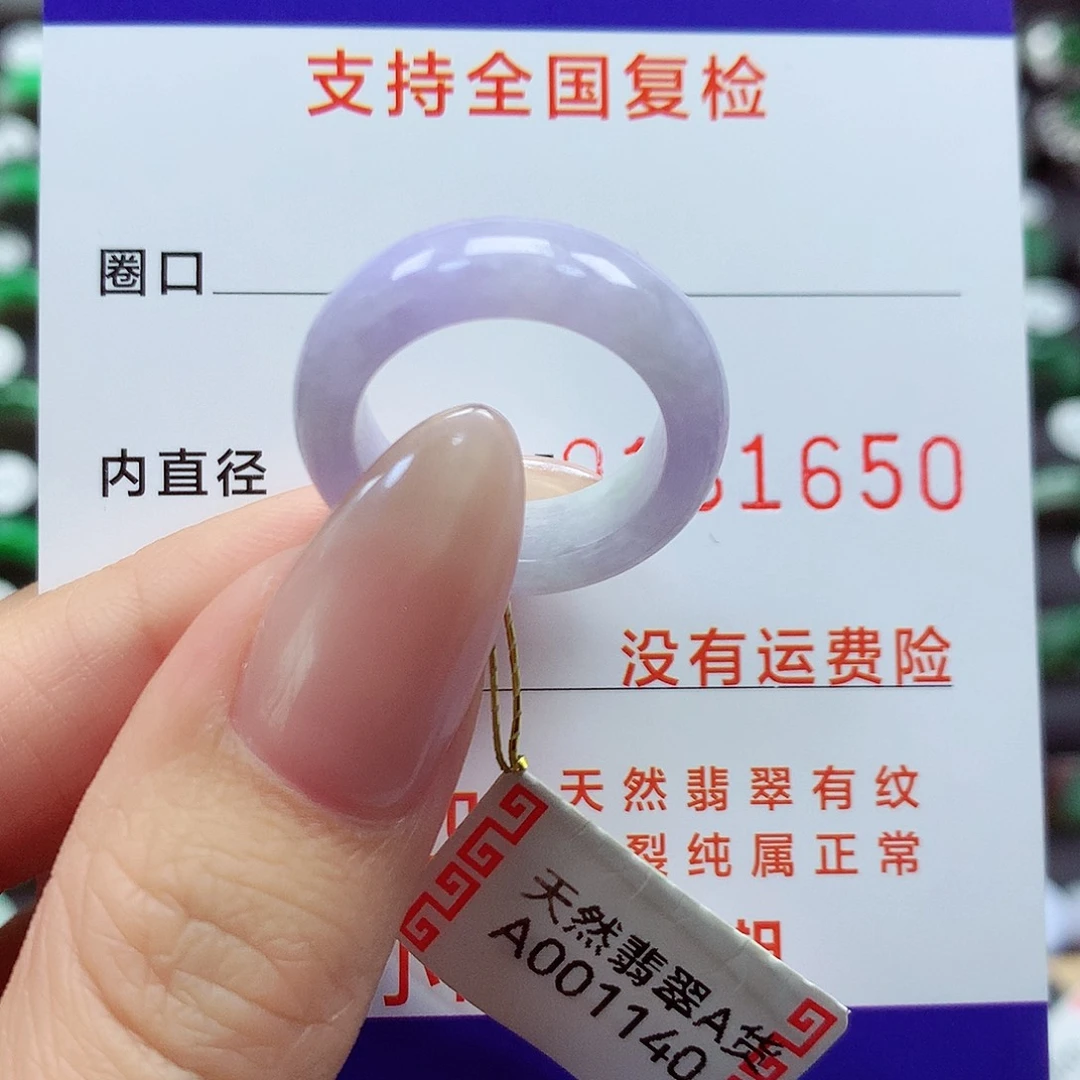 支持全国复检
圈口
内直径
1650
没有运费险
天然翡翠有纹
裂纯属正常
天然翡翠A货
A001140